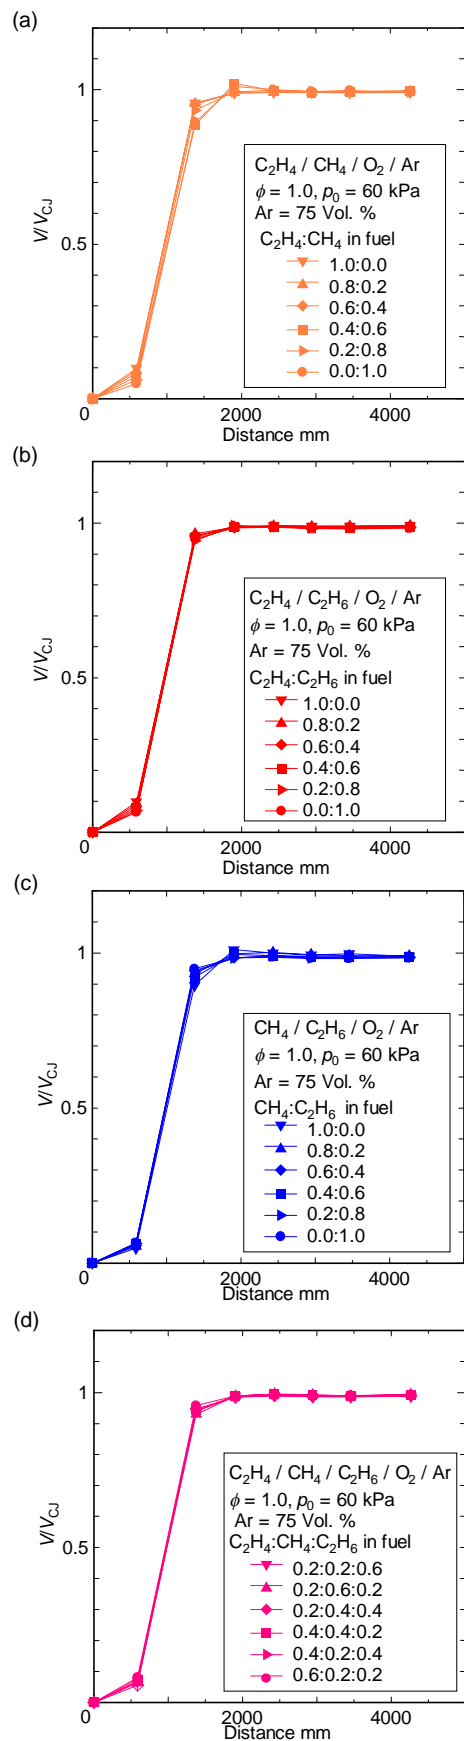 (a)
1
C₂H₄ / CH₄ / O₂ / Ar
ϕ = 1.0, p₀ = 60 kPa
Ar = 75 Vol. %
C₂H₄:CH₄ in fuel
1.0:0.0
0.8:0.2
0.6:0.4
0.4:0.6
0.2:0.8
0.0:1.0
V/V_CJ
0.5
0
0 2000 4000
Distance mm
(b)
1
C₂H₄ / C₂H₆ / O₂ / Ar
ϕ = 1.0, p₀ = 60 kPa
Ar = 75 Vol. %
C₂H₄:C₂H₆ in fuel
1.0:0.0
0.8:0.2
0.6:0.4
0.4:0.6
0.2:0.8
0.0:1.0
V/V_CJ
0.5
0
0 2000 4000
Distance mm
(c)
1
CH₄ / C₂H₆ / O₂ / Ar
ϕ = 1.0, p₀ = 60 kPa
Ar = 75 Vol. %
CH₄:C₂H₆ in fuel
1.0:0.0
0.8:0.2
0.6:0.4
0.4:0.6
0.2:0.8
0.0:1.0
V/V_CJ
0.5
0
0 2000 4000
Distance mm
(d)
1
C₂H₄ / CH₄ / C₂H₆ / O₂ / Ar
ϕ = 1.0, p₀ = 60 kPa
Ar = 75 Vol. %
C₂H₄:CH₄:C₂H₆ in fuel
0.2:0.2:0.6
0.2:0.6:0.2
0.2:0.4:0.4
0.4:0.4:0.2
0.4:0.2:0.4
0.6:0.2:0.2
V/V_CJ
0.5
0
0 2000 4000
Distance mm